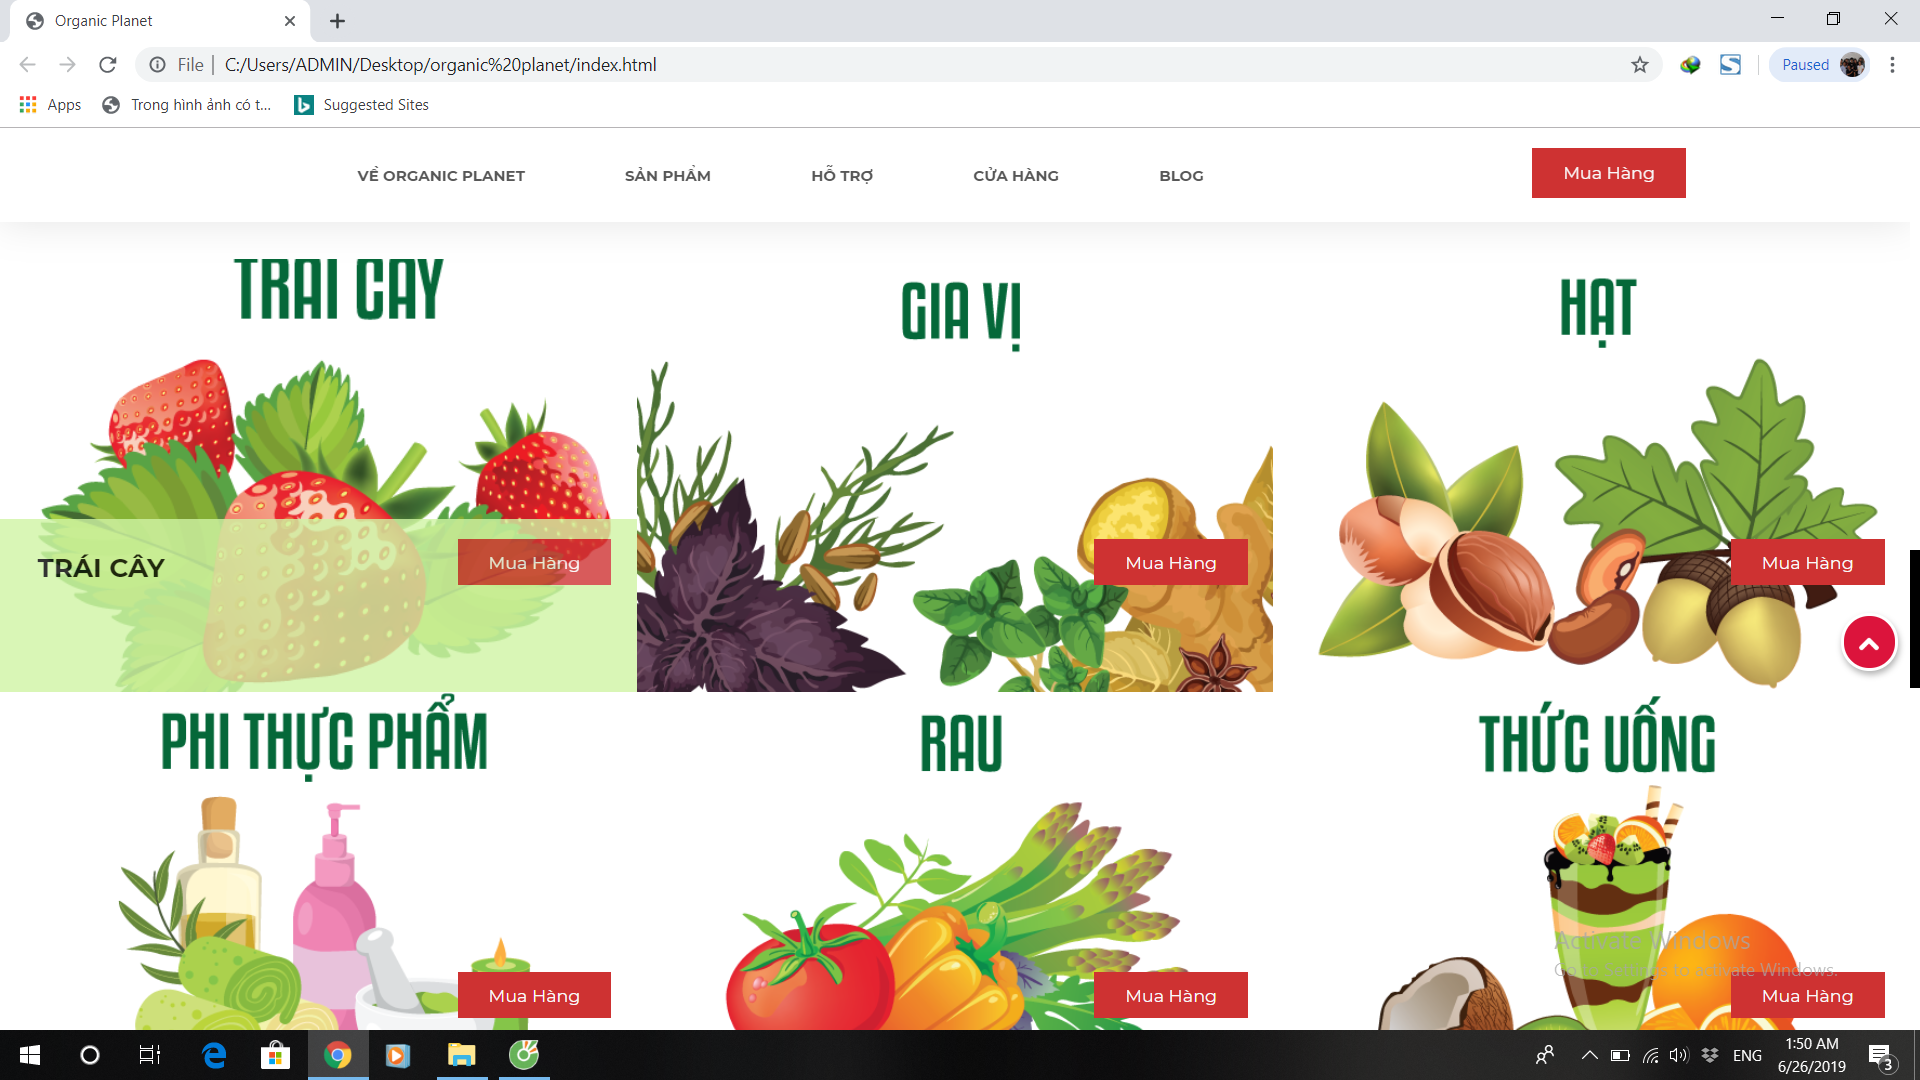 Organic Planet
File
C:/Users/ADMIN/Desktop/organic%20planet/index.html
Paused
Apps
Trong hình ảnh có t...
Suggested Sites
VỀ ORGANIC PLANET
SẢN PHẨM
HỖ TRỢ
CỬA HÀNG
BLOG
Mua Hàng
TRÁI CÂY
GIA VỊ
HẠT
TRÁI CÂY
Mua Hàng
Mua Hàng
Mua Hàng
PHI THỰC PHẨM
RAU
THỨC UỐNG
Activate Windows
Go to Settings to activate Windows.
Mua Hàng
Mua Hàng
Mua Hàng
ENG
1:50 AM
6/26/2019
3